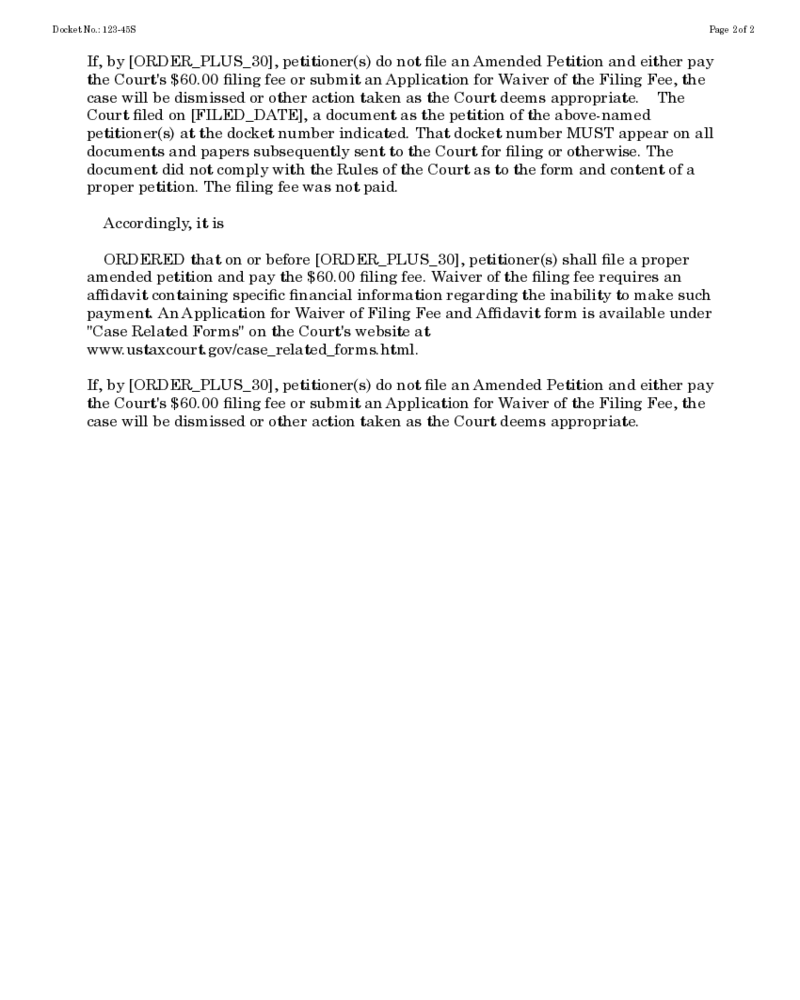 Docket No.: 123-45S
Page 2 of 2
If, by [ORDER_PLUS_30], petitioner(s) do not file an Amended Petition and either pay
the Court's $60.00 filing fee or submit an Application for Waiver of the Filing Fee, the
case will be dismissed or other action taken as the Court deems appropriate. The
Court filed on [FILED_DATE], a document as the petition of the above-named
petitioner(s) at the docket number indicated. That docket number MUST appear on all
documents and papers subsequently sent to the Court for filing or otherwise. The
document did not comply with the Rules of the Court as to the form and content of a
proper petition. The filing fee was not paid.
Accordingly, it is
ORDERED that on or before [ORDER_PLUS_30], petitioner(s) shall file a proper
amended petition and pay the $60.00 filing fee. Waiver of the filing fee requires an
affidavit containing specific financial information regarding the inability to make such
payment. An Application for Waiver of Filing Fee and Affidavit form is available under
"Case Related Forms" on the Court's website at
www.ustaxcourt.gov/case_related_forms.html.
If, by [ORDER_PLUS_30], petitioner(s) do not file an Amended Petition and either pay
the Court's $60.00 filing fee or submit an Application for Waiver of the Filing Fee, the
case will be dismissed or other action taken as the Court deems appropriate.